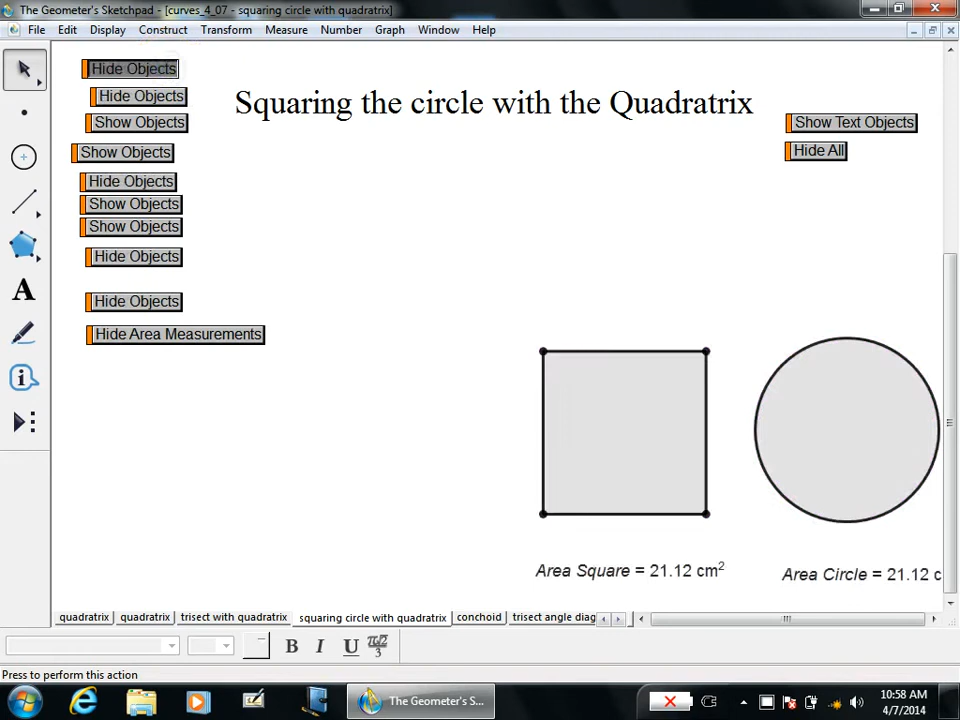 The Geometer's Sketchpad - [curves_4_07 - squaring circle with quadratrix]
File Edit Display Construct Transform Measure Number Graph Window Help
Hide Objects
Hide Objects
Show Objects
Show Objects
Hide Objects
Show Objects
Show Objects
Hide Objects
Hide Objects
Hide Area Measurements
Squaring the circle with the Quadratrix
Show Text Objects
Hide All
Area Square = 21.12 cm²
Area Circle = 21.12 c
quadratrix quadratrix trisect with quadratrix squaring circle with quadratrix conchoid trisect angle diag
B I U π√2/3
Press to perform this action
The Geometer's S...
10:58 AM
4/7/2014